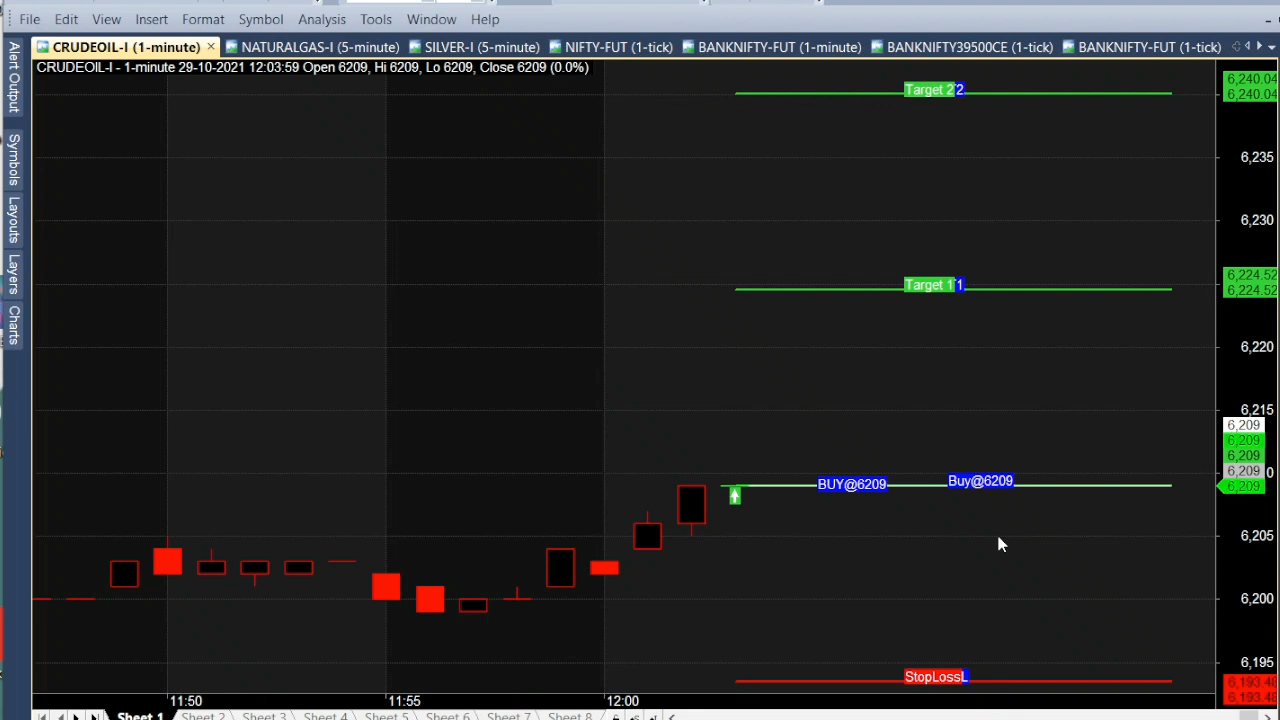 File Edit View Insert Format Symbol Analysis Tools Window Help
CRUDEOIL-I (1-minute) × NATURALGAS-I (5-minute) SILVER-I (5-minute) NIFTY-FUT (1-tick) BANKNIFTY-FUT (1-minute) BANKNIFTY39500CE (1-tick) BANKNIFTY-FUT (1-tick)
CRUDEOIL-I - 1-minute 29-10-2021 12:03:59 Open 6209, Hi 6209, Lo 6209, Close 6209 (0.0%)
Alert Output
Symbols
Layouts
Layers
Charts
6,240.04
Target 2 2
6,240.04
6,235
6,230
6,224.52
Target 1 1
6,224.52
6,220
6,215
6,209
6,209
6,209
6,209
BUY@6209 Buy@6209
6,209
6,205
6,200
6,195
StopLoss L
6,193.48
6,193.48
11:50 11:55 12:00
Sheet 1 Sheet 2 Sheet 3 Sheet 4 Sheet 5 Sheet 6 Sheet 7 Sheet 8